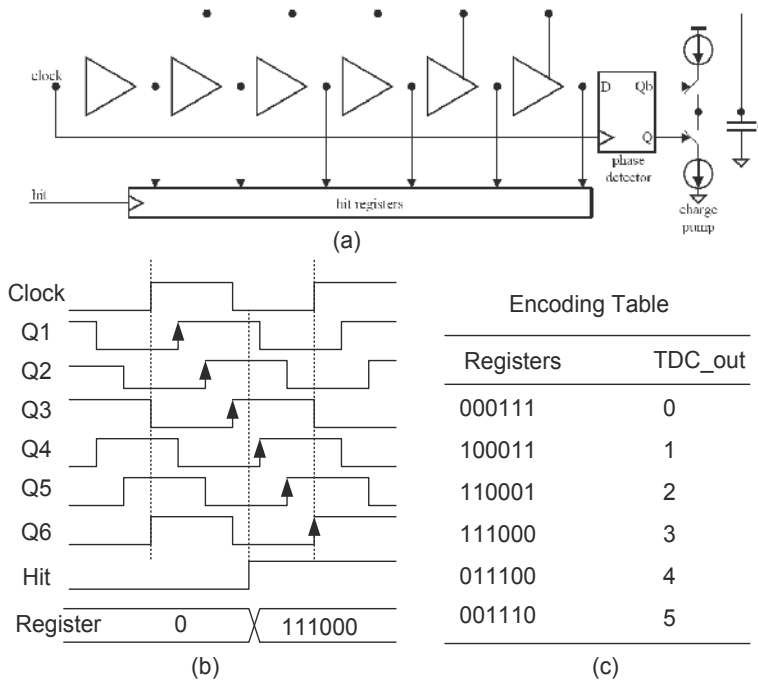 clock
D Qb
Q
phase
detector
hit
hit registers
charge
pump
(a)
Clock
Q1
Q2
Q3
Q4
Q5
Q6
Hit
Register 0 111000
(b)
Encoding Table
Registers TDC_out
000111 0
100011 1
110001 2
111000 3
011100 4
001110 5
(c)